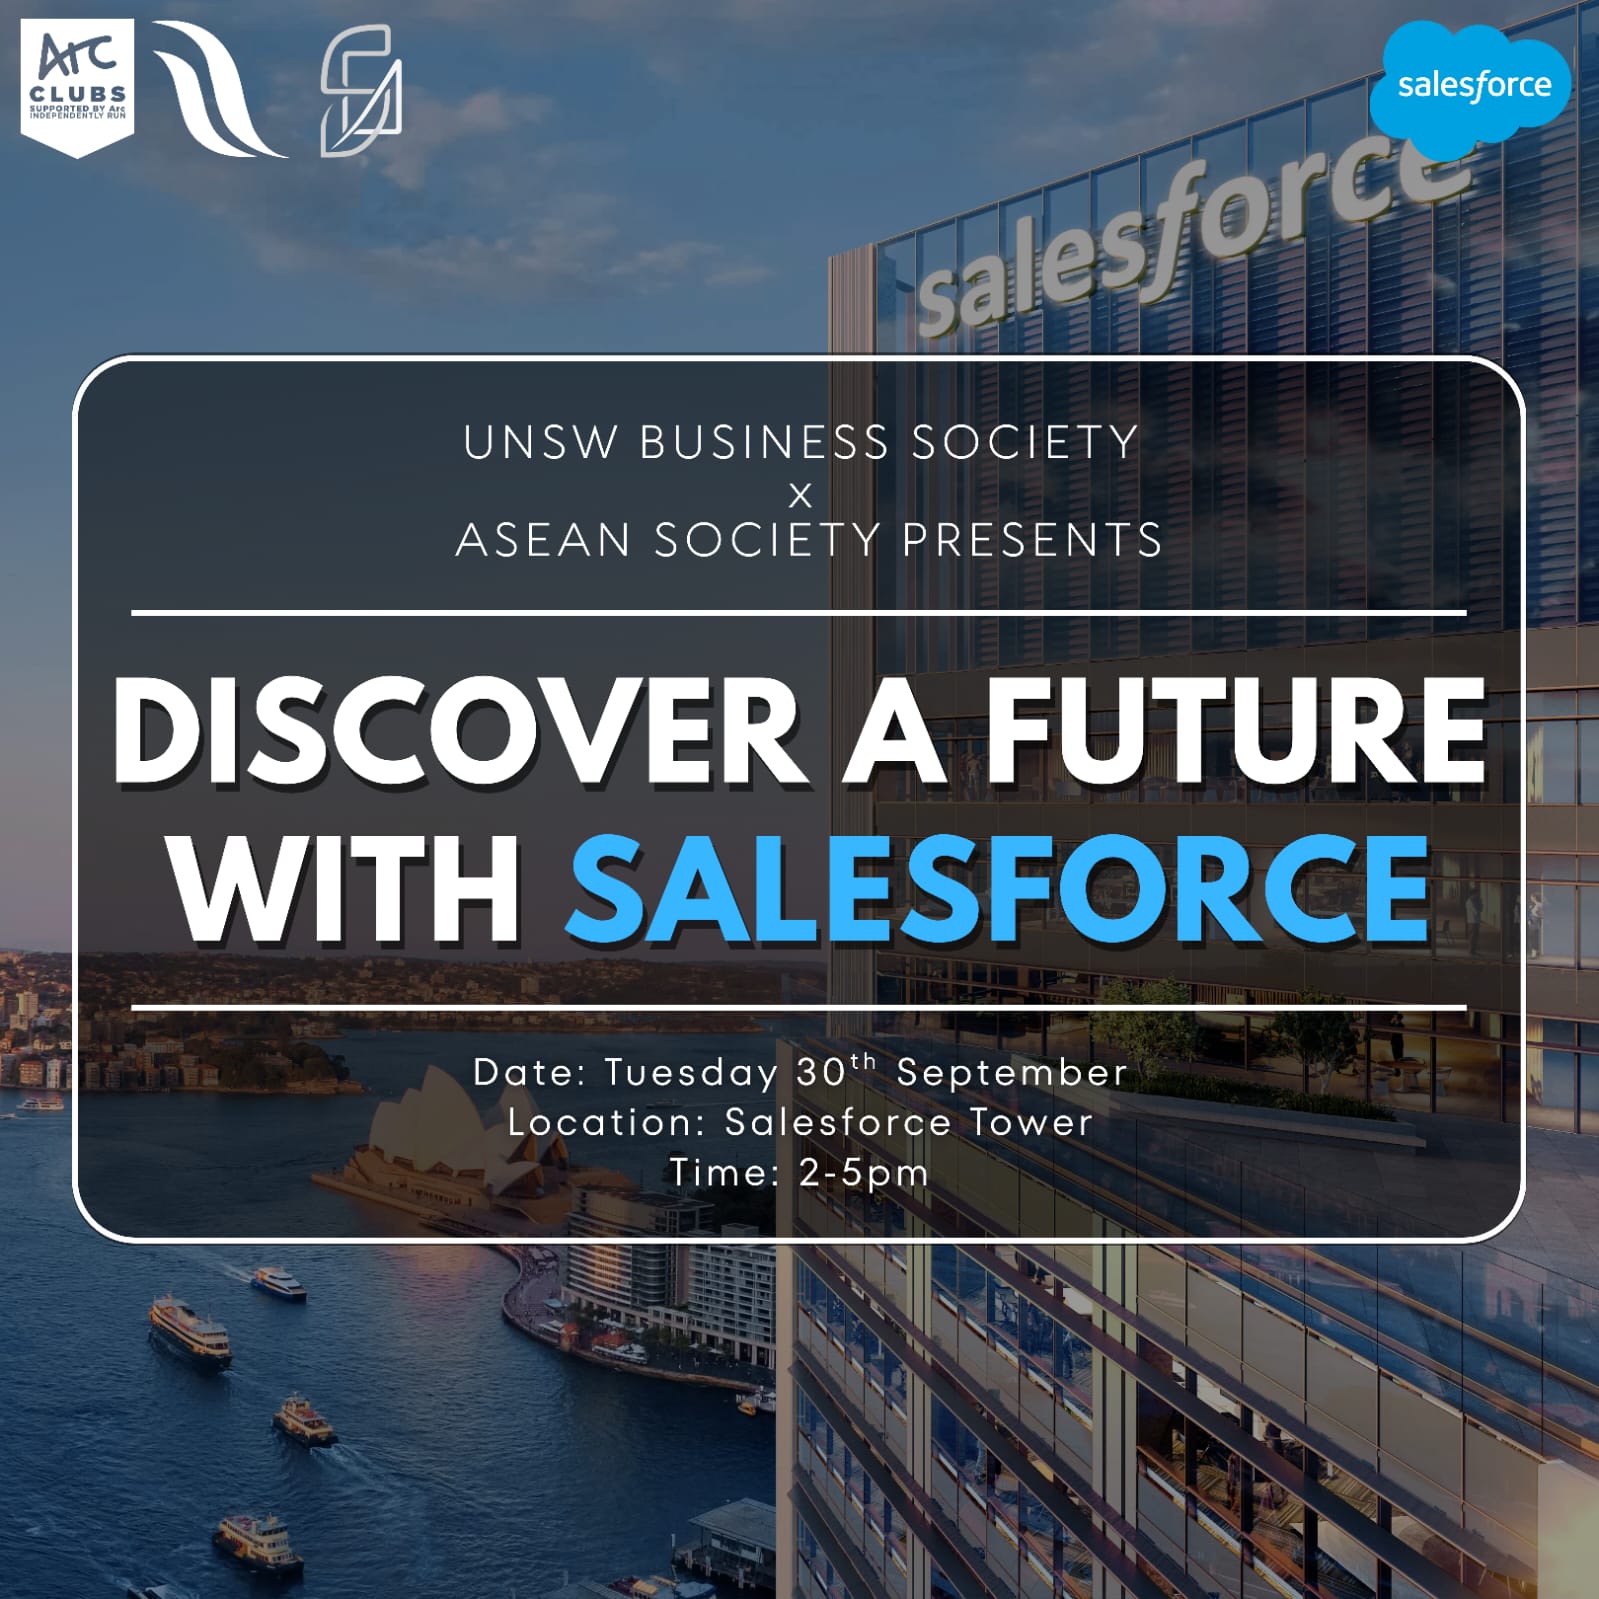 Arc
CLUBS
SUPPORTED BY Arc
INDEPENDENTLY RUN
salesforce
salesforce
UNSW BUSINESS SOCIETY
x
ASEAN SOCIETY PRESENTS
DISCOVER A FUTURE
WITH SALESFORCE
Date: Tuesday 30th September
Location: Salesforce Tower
Time: 2-5pm